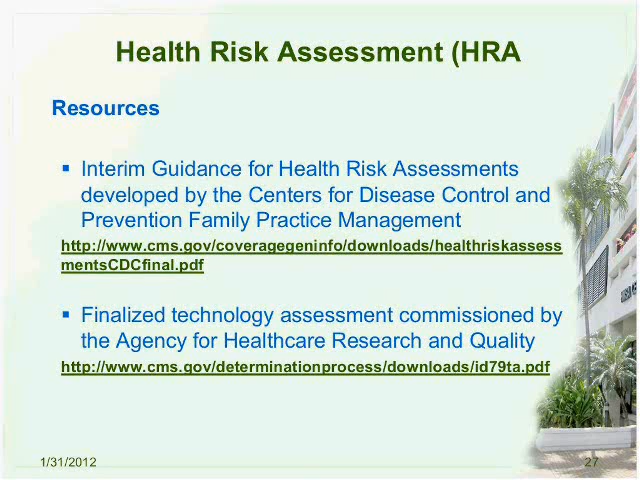 Health Risk Assessment (HRA
Resources
▪ Interim Guidance for Health Risk Assessments
developed by the Centers for Disease Control and
Prevention Family Practice Management
http://www.cms.gov/coveragegeninfo/downloads/healthriskassess
mentsCDCfinal.pdf
▪ Finalized technology assessment commissioned by
the Agency for Healthcare Research and Quality
http://www.cms.gov/determinationprocess/downloads/id79ta.pdf
1/31/2012
27